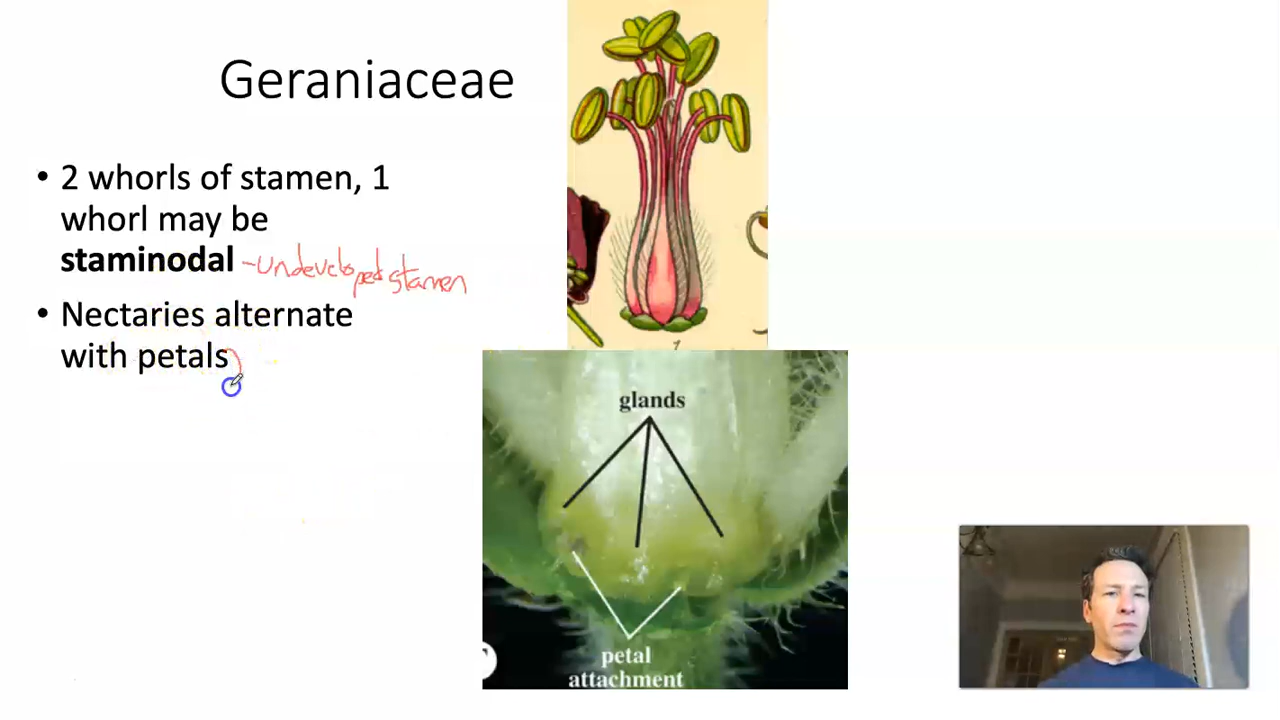 Geraniaceae
• 2 whorls of stamen, 1
whorl may be
staminodal -undeveloped stamen
• Nectaries alternate
with petals
1
glands
petal
attachment